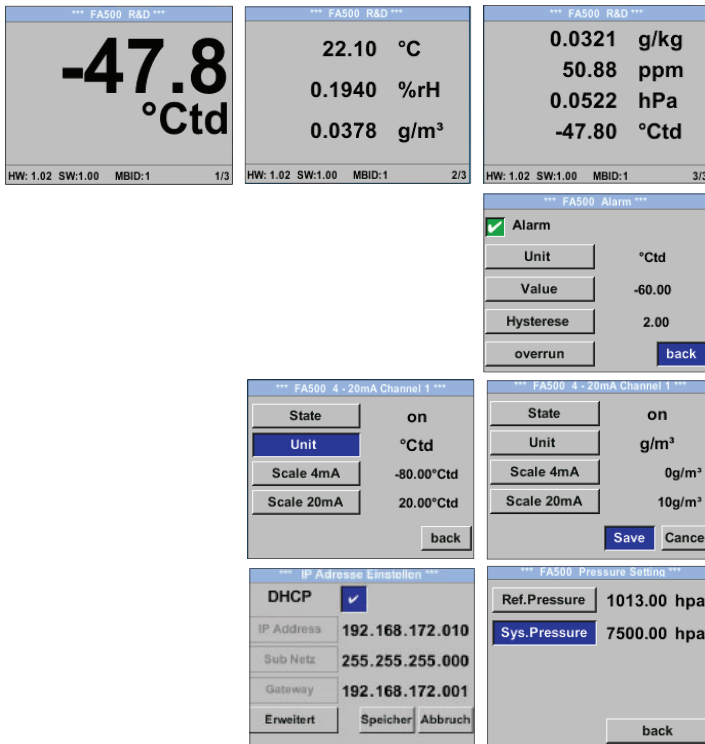 *** FA500 R&D ***
-47.8
°Ctd
HW: 1.02 SW:1.00 MBID:1 1/3
*** FA500 R&D ***
22.10 °C
0.1940 %rH
0.0378 g/m³
HW: 1.02 SW:1.00 MBID:1 2/3
*** FA500 R&D ***
0.0321 g/kg
50.88 ppm
0.0522 hPa
-47.80 °Ctd
HW: 1.02 SW:1.00 MBID:1 3/3
*** FA500 Alarm ***
Alarm
Unit °Ctd
Value -60.00
Hysterese 2.00
overrun back
*** FA500 4 - 20mA Channel 1 ***
State on
Unit °Ctd
Scale 4mA -80.00°Ctd
Scale 20mA 20.00°Ctd
back
*** FA500 4 - 20mA Channel 1 ***
State on
Unit g/m³
Scale 4mA 0g/m³
Scale 20mA 10g/m³
Save Cance
*** IP Adresse Einstellen ***
DHCP
IP Address 192.168.172.010
Sub Netz 255.255.255.000
Gateway 192.168.172.001
Erweitert Speicher Abbruch
*** FA500 Pressure Setting ***
Ref.Pressure 1013.00 hpa
Sys.Pressure 7500.00 hpa
back